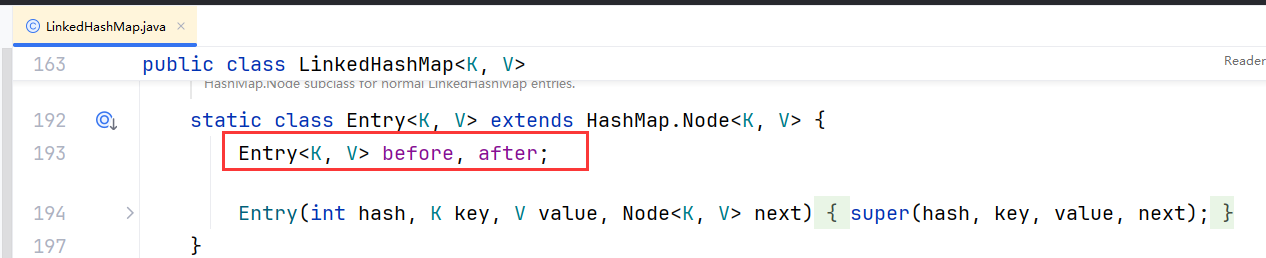 LinkedHashMap.java
163 public class LinkedHashMap<K, V>
Reader
HashMap.Node subclass for normal LinkedHashMap entries.
192 static class Entry<K, V> extends HashMap.Node<K, V> {
193 Entry<K, V> before, after;
194 Entry(int hash, K key, V value, Node<K, V> next) { super(hash, key, value, next); }
197 }